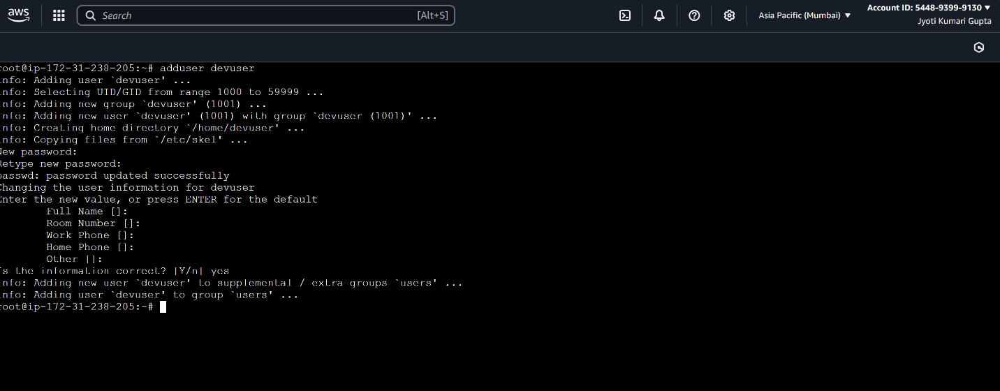 aws
Search [Alt+S]
Asia Pacific (Mumbai) ▼
Account ID: 5448-9399-9130 ▼
Jyoti Kumari Gupta
root@ip-172-31-238-205:~# adduser devuser
info: Adding user `devuser' ...
info: Selecting UID/GID from range 1000 to 59999 ...
info: Adding new group `devuser' (1001) ...
info: Adding new user `devuser' (1001) with group `devuser (1001)' ...
info: Creating home directory `/home/devuser' ...
info: Copying files from `/etc/skel' ...
New password:
Retype new password:
passwd: password updated successfully
Changing the user information for devuser
Enter the new value, or press ENTER for the default
Full Name []:
Room Number []:
Work Phone []:
Home Phone []:
Other []:
Is the information correct? [Y/n] yes
info: Adding new user `devuser' to supplemental / extra groups `users' ...
info: Adding user `devuser' to group `users' ...
root@ip-172-31-238-205:~#